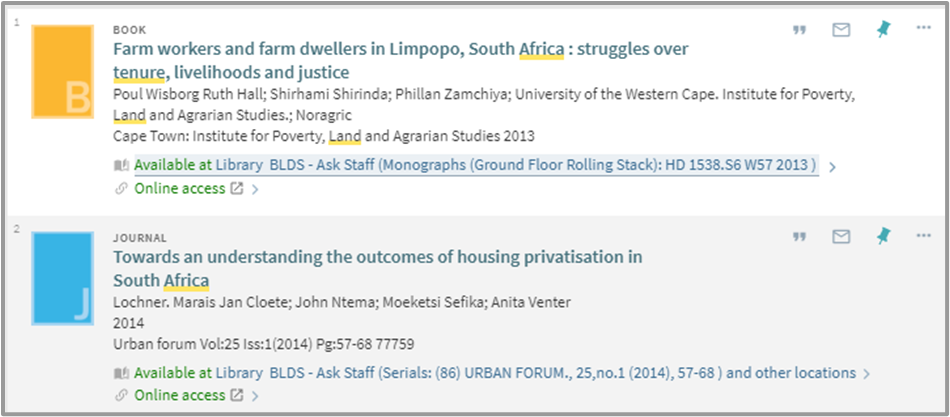 1
BOOK
Farm workers and farm dwellers in Limpopo, South Africa : struggles over
tenure, livelihoods and justice
Poul Wisborg Ruth Hall; Shirhami Shirinda; Phillan Zamchiya; University of the Western Cape. Institute for Poverty,
Land and Agrarian Studies.; Noragric
Cape Town: Institute for Poverty, Land and Agrarian Studies 2013
Available at Library BLDS - Ask Staff (Monographs (Ground Floor Rolling Stack): HD 1538.S6 W57 2013 )
Online access
B
2
JOURNAL
Towards an understanding the outcomes of housing privatisation in
South Africa
Lochner. Marais Jan Cloete; John Ntema; Moeketsi Sefika; Anita Venter
2014
Urban forum Vol:25 Iss:1(2014) Pg:57-68 77759
Available at Library BLDS - Ask Staff (Serials: (86) URBAN FORUM., 25,no.1 (2014), 57-68 ) and other locations
Online access
J